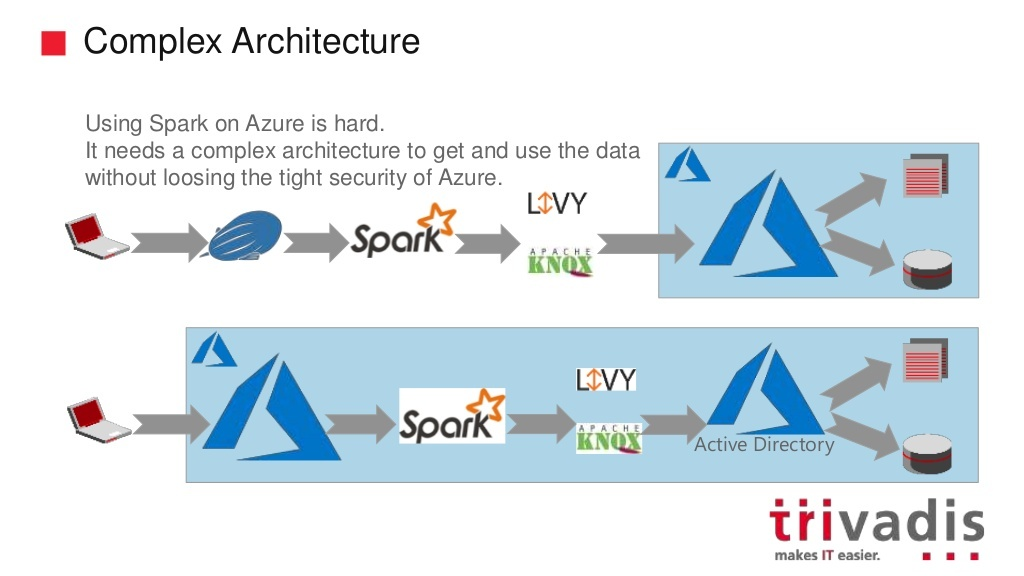 Complex Architecture
Using Spark on Azure is hard.
It needs a complex architecture to get and use the data
without loosing the tight security of Azure.
LIVY
Spark
APACHE
KNOX
LIVY
Spark
APACHE
KNOX
Active Directory
trivadis
makes IT easier.